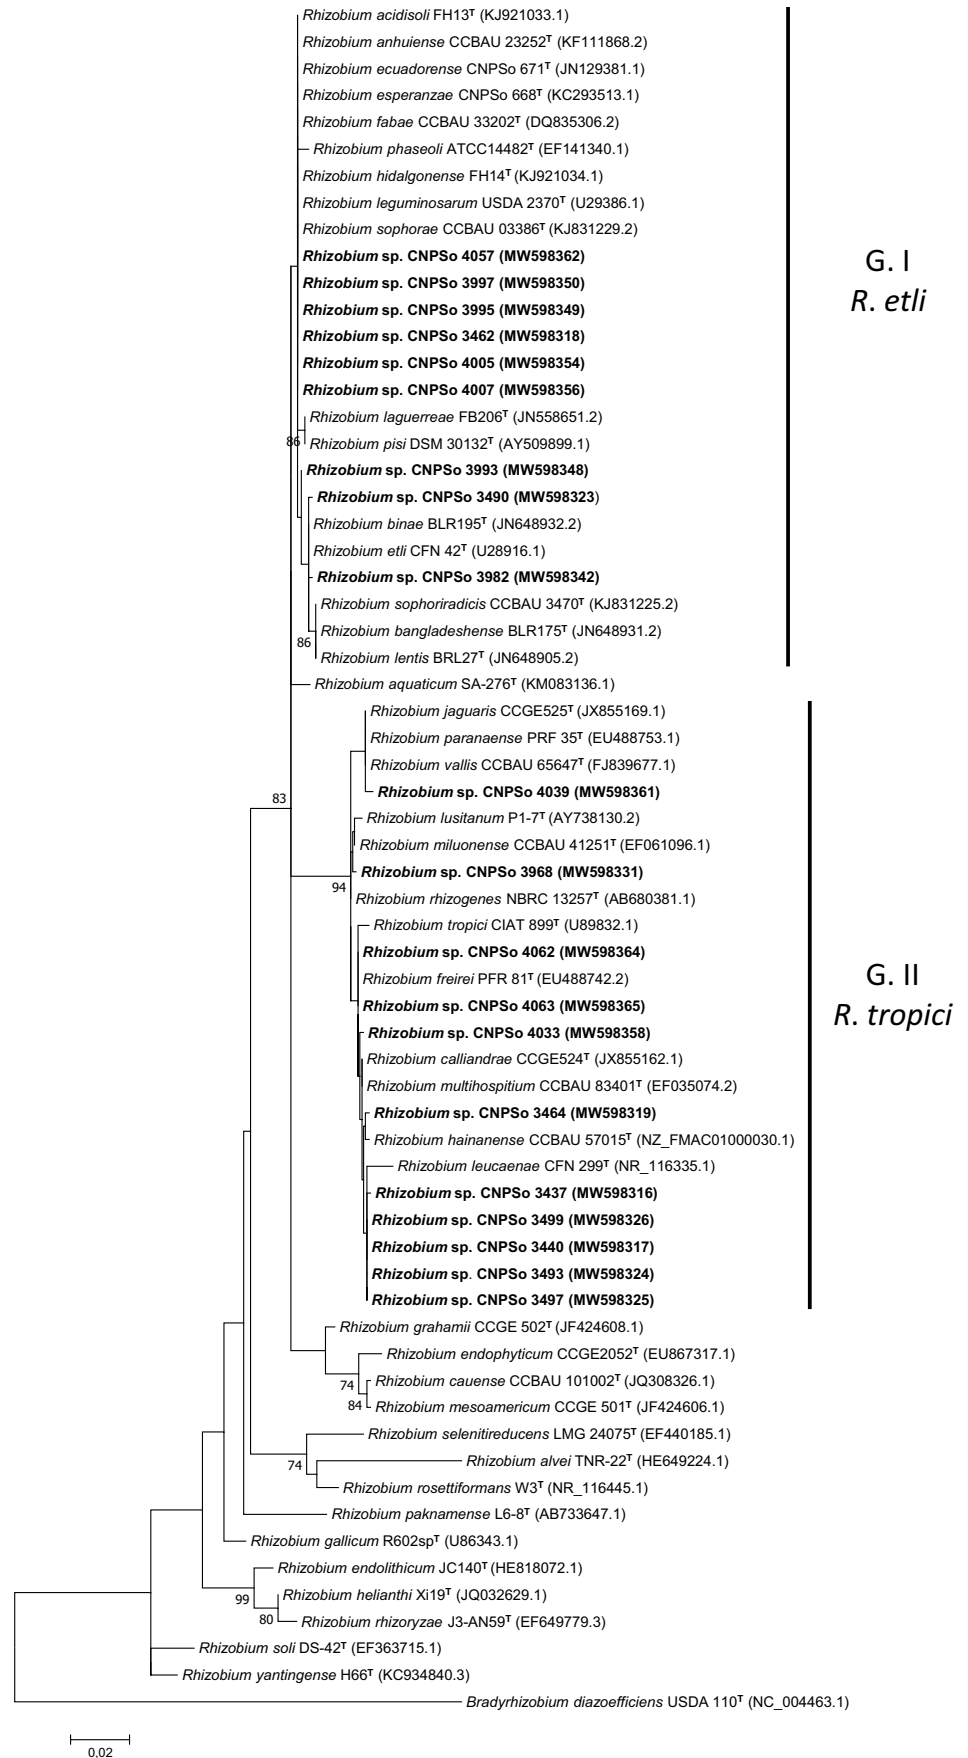 Rhizobium acidisoli FH13ᵀ (KJ921033.1)
Rhizobium anhuiense CCBAU 23252ᵀ (KF111868.2)
Rhizobium ecuadorense CNPSo 671ᵀ (JN129381.1)
Rhizobium esperanzae CNPSo 668ᵀ (KC293513.1)
Rhizobium fabae CCBAU 33202ᵀ (DQ835306.2)
Rhizobium phaseoli ATCC14482ᵀ (EF141340.1)
Rhizobium hidalgonense FH14ᵀ (KJ921034.1)
Rhizobium leguminosarum USDA 2370ᵀ (U29386.1)
Rhizobium sophorae CCBAU 03386ᵀ (KJ831229.2)
Rhizobium sp. CNPSo 4057 (MW598362)
G. I
Rhizobium sp. CNPSo 3997 (MW598350)
R. etli
Rhizobium sp. CNPSo 3995 (MW598349)
Rhizobium sp. CNPSo 3462 (MW598318)
Rhizobium sp. CNPSo 4005 (MW598354)
Rhizobium sp. CNPSo 4007 (MW598356)
Rhizobium laguerreae FB206ᵀ (JN558651.2)
86
Rhizobium pisi DSM 30132ᵀ (AY509899.1)
Rhizobium sp. CNPSo 3993 (MW598348)
Rhizobium sp. CNPSo 3490 (MW598323)
Rhizobium binae BLR195ᵀ (JN648932.2)
Rhizobium etli CFN 42ᵀ (U28916.1)
Rhizobium sp. CNPSo 3982 (MW598342)
Rhizobium sophoriradicis CCBAU 3470ᵀ (KJ831225.2)
Rhizobium bangladeshense BLR175ᵀ (JN648931.2)
86
Rhizobium lentis BRL27ᵀ (JN648905.2)
Rhizobium aquaticum SA-276ᵀ (KM083136.1)
Rhizobium jaguaris CCGE525ᵀ (JX855169.1)
Rhizobium paranaense PRF 35ᵀ (EU488753.1)
Rhizobium vallis CCBAU 65647ᵀ (FJ839677.1)
Rhizobium sp. CNPSo 4039 (MW598361)
83
Rhizobium lusitanum P1-7ᵀ (AY738130.2)
Rhizobium miluonense CCBAU 41251ᵀ (EF061096.1)
Rhizobium sp. CNPSo 3968 (MW598331)
94
Rhizobium rhizogenes NBRC 13257ᵀ (AB680381.1)
Rhizobium tropici CIAT 899ᵀ (U89832.1)
Rhizobium sp. CNPSo 4062 (MW598364)
G. II
Rhizobium freirei PFR 81ᵀ (EU488742.2)
Rhizobium sp. CNPSo 4063 (MW598365)
R. tropici
Rhizobium sp. CNPSo 4033 (MW598358)
Rhizobium calliandrae CCGE524ᵀ (JX855162.1)
Rhizobium multihospitium CCBAU 83401ᵀ (EF035074.2)
Rhizobium sp. CNPSo 3464 (MW598319)
Rhizobium hainanense CCBAU 57015ᵀ (NZ_FMAC01000030.1)
Rhizobium leucaenae CFN 299ᵀ (NR_116335.1)
Rhizobium sp. CNPSo 3437 (MW598316)
Rhizobium sp. CNPSo 3499 (MW598326)
Rhizobium sp. CNPSo 3440 (MW598317)
Rhizobium sp. CNPSo 3493 (MW598324)
Rhizobium sp. CNPSo 3497 (MW598325)
Rhizobium grahamii CCGE 502ᵀ (JF424608.1)
Rhizobium endophyticum CCGE2052ᵀ (EU867317.1)
74
Rhizobium cauense CCBAU 101002ᵀ (JQ308326.1)
84
Rhizobium mesoamericum CCGE 501ᵀ (JF424606.1)
Rhizobium selenitireducens LMG 24075ᵀ (EF440185.1)
74
Rhizobium alvei TNR-22ᵀ (HE649224.1)
Rhizobium rosettiformans W3ᵀ (NR_116445.1)
Rhizobium paknamense L6-8ᵀ (AB733647.1)
Rhizobium gallicum R602spᵀ (U86343.1)
Rhizobium endolithicum JC140ᵀ (HE818072.1)
99
Rhizobium helianthi Xi19ᵀ (JQ032629.1)
80
Rhizobium rhizoryzae J3-AN59ᵀ (EF649779.3)
Rhizobium soli DS-42ᵀ (EF363715.1)
Rhizobium yantingense H66ᵀ (KC934840.3)
Bradyrhizobium diazoefficiens USDA 110ᵀ (NC_004463.1)
0,02